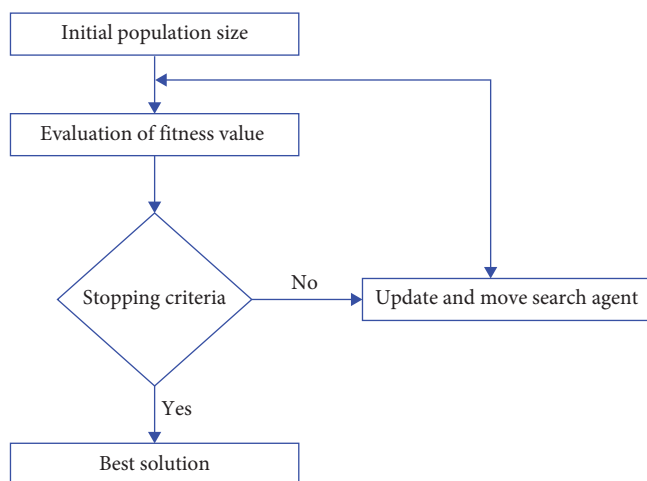 Initial population size
Evaluation of fitness value
Stopping criteria
No
Update and move search agent
Yes
Best solution